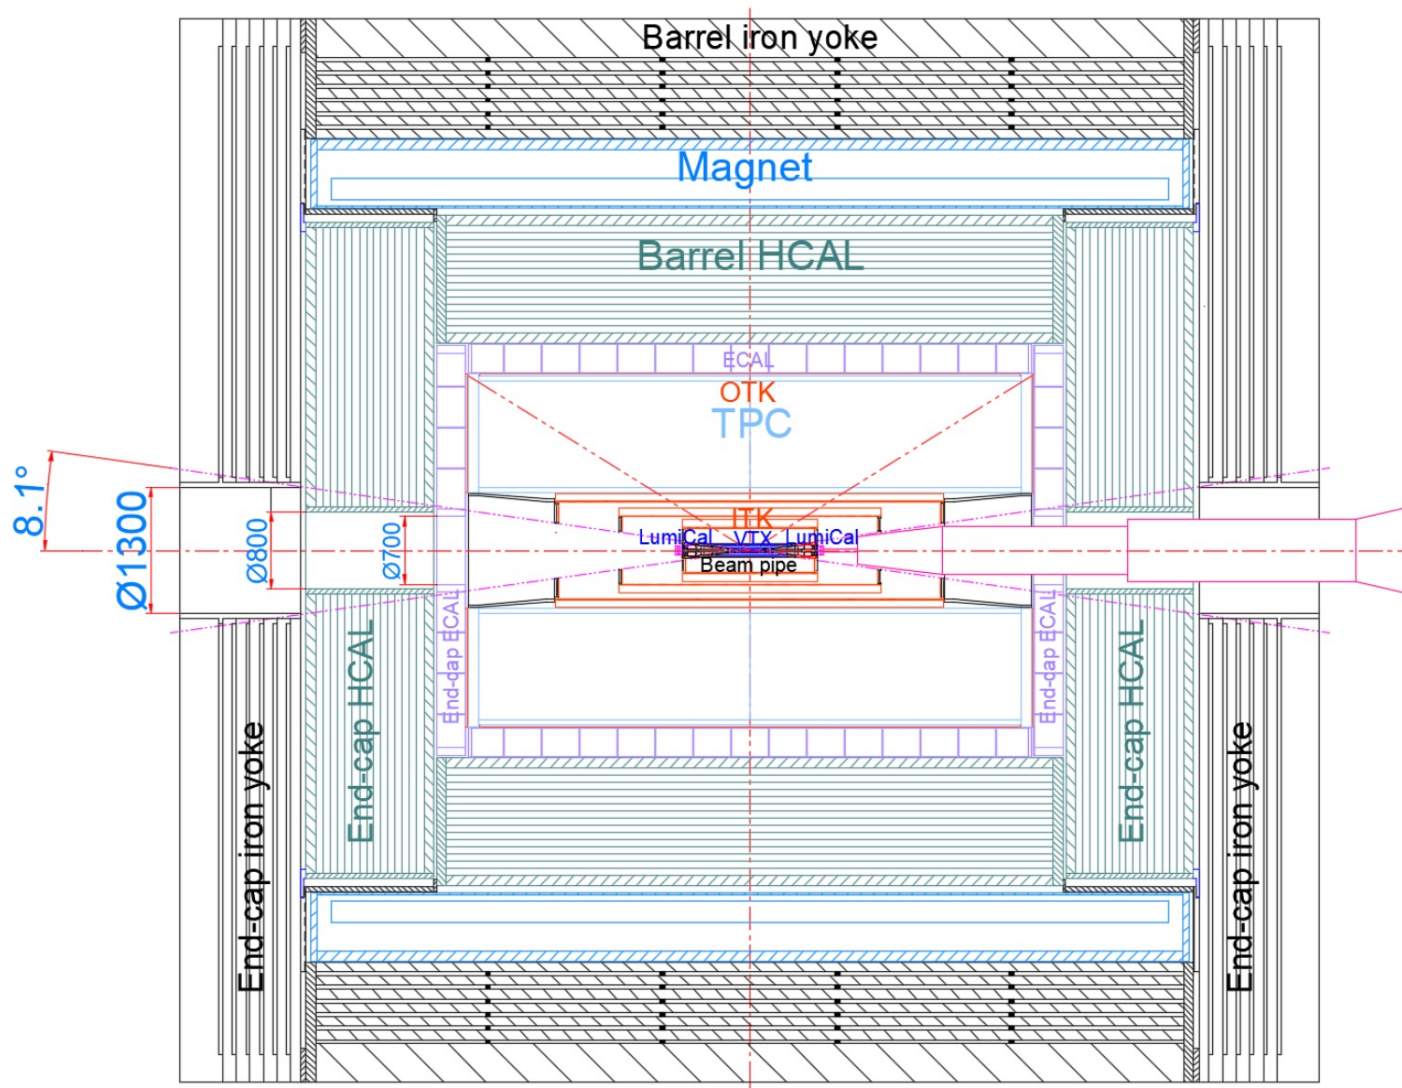 Barrel iron yoke
Magnet
Barrel HCAL
ECAL
OTK
TPC
8.1°
Ø1300
Ø800
Ø700
ITK
LumiCal
VTX
LumiCal
Beam pipe
End-cap iron yoke
End-cap HCAL
End-cap ECAL
End-cap ECAL
End-cap HCAL
End-cap iron yoke